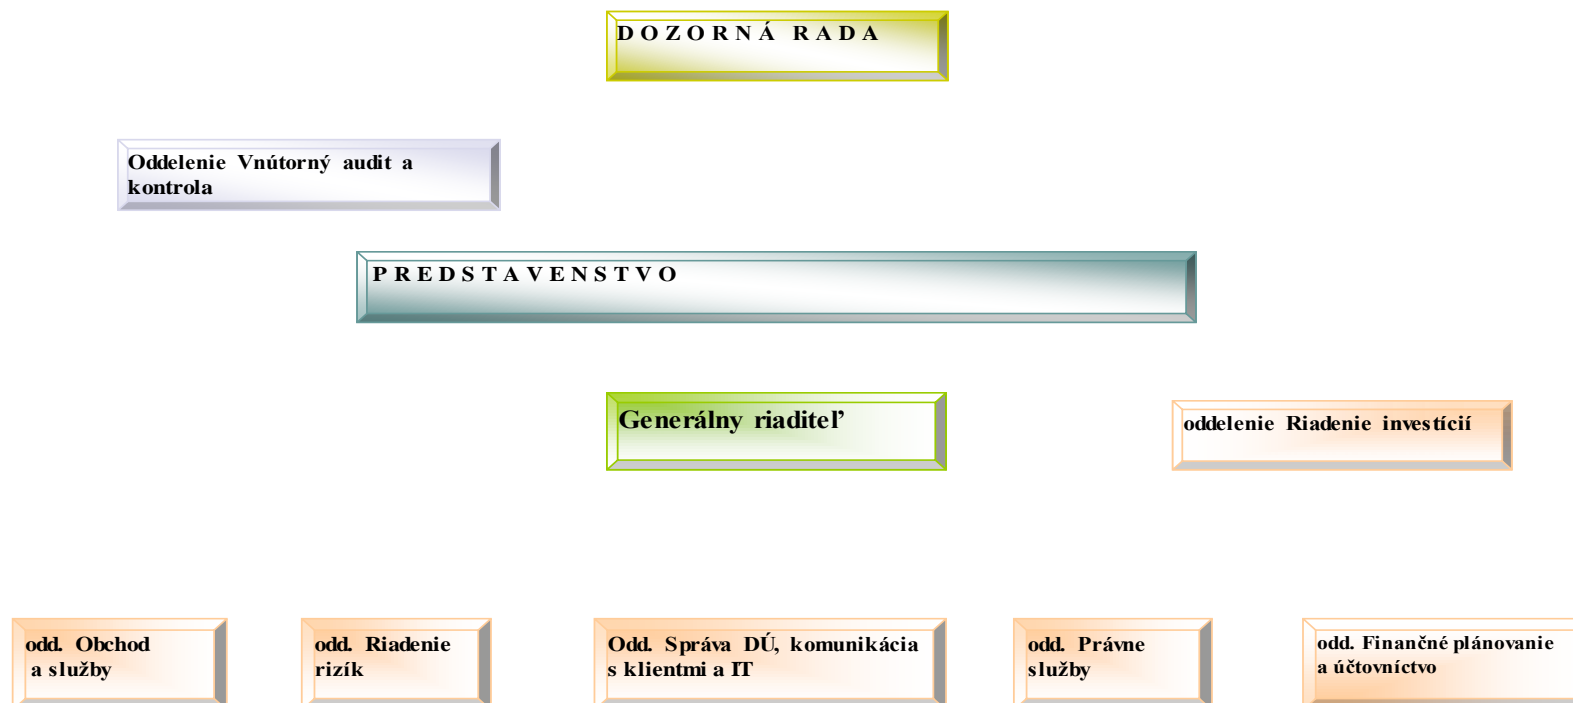 D O Z O R N Á R A D A
Oddelenie Vnútorný audit a
kontrola
P R E D S T A V E N S T V O
Generálny riaditeľ
oddelenie Riadenie investícií
odd. Obchod
a služby
odd. Riadenie
rizík
Odd. Správa DÚ, komunikácia
s klientmi a IT
odd. Právne
služby
odd. Finančné plánovanie
a účtovníctvo